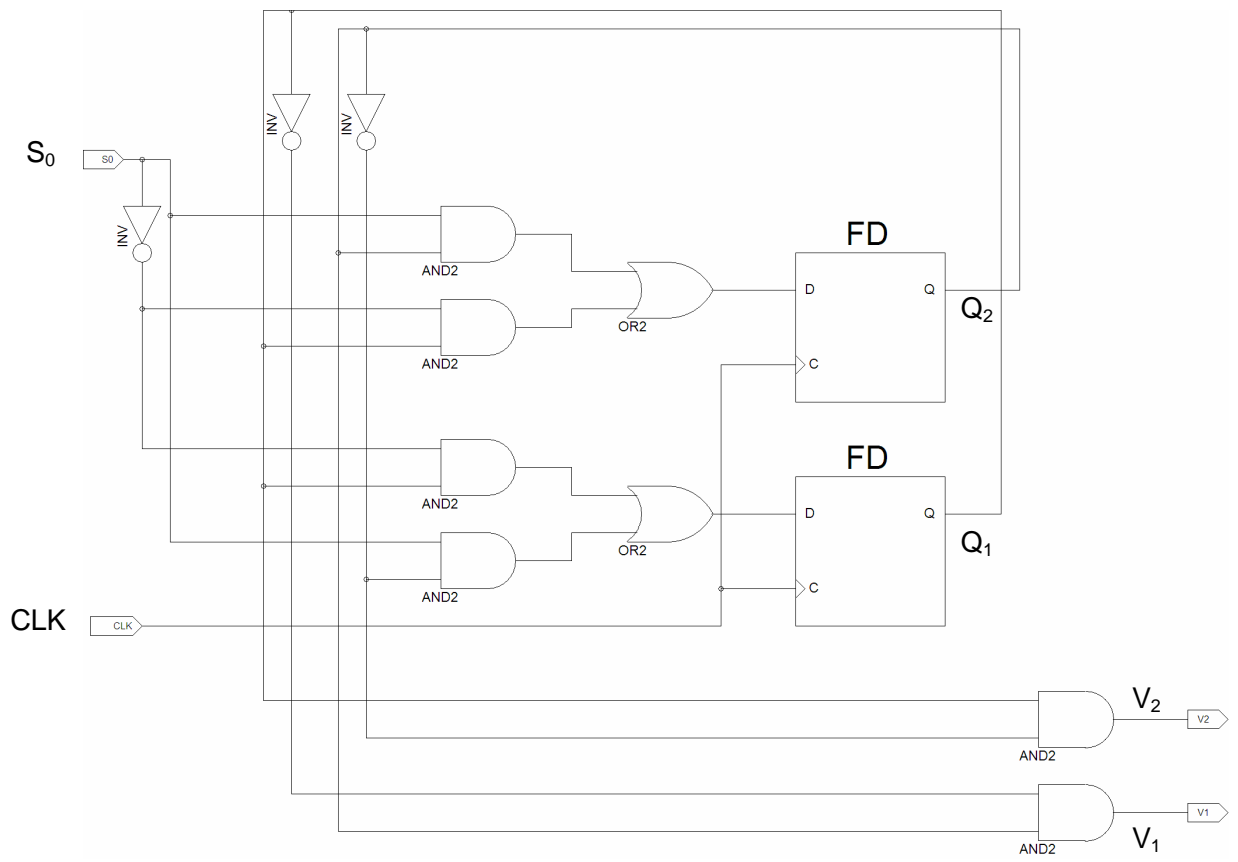 INV
INV
S₀
S0
INV
FD
AND2
D
Q
Q₂
OR2
AND2
C
FD
AND2
D
Q
Q₁
OR2
AND2
C
CLK
CLK
V₂
V2
AND2
V1
V₁
AND2